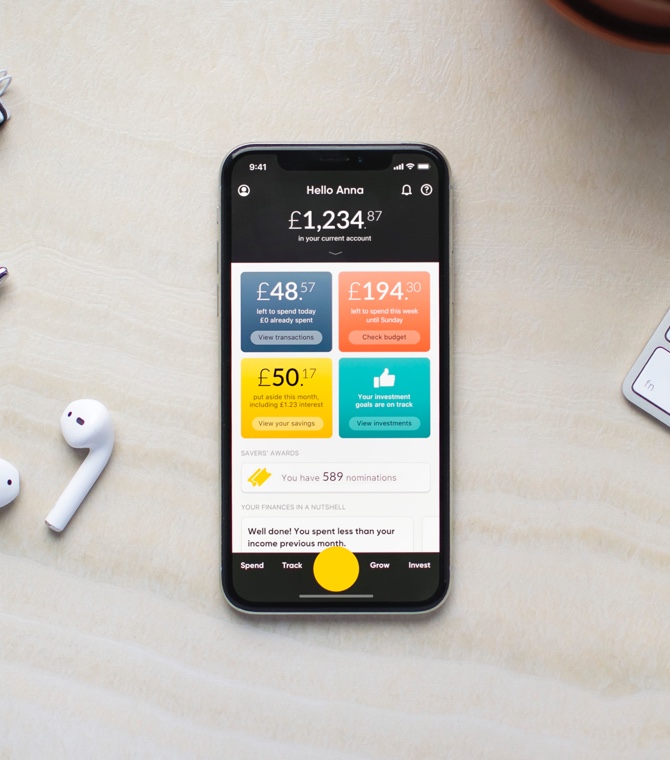 9:41
Hello Anna
£1,234.87
in your current account
£48.57
left to spend today
£0 already spent
View transactions
£194.30
left to spend this week
until Sunday
Check budget
£50.17
put aside this month,
including £1.23 interest
View your savings
Your investment
goals are on track
View investments
SAVERS' AWARDS
You have 589 nominations
YOUR FINANCES IN A NUTSHELL
Well done! You spent less than your
income previous month.
Spend Track Grow Invest
fn